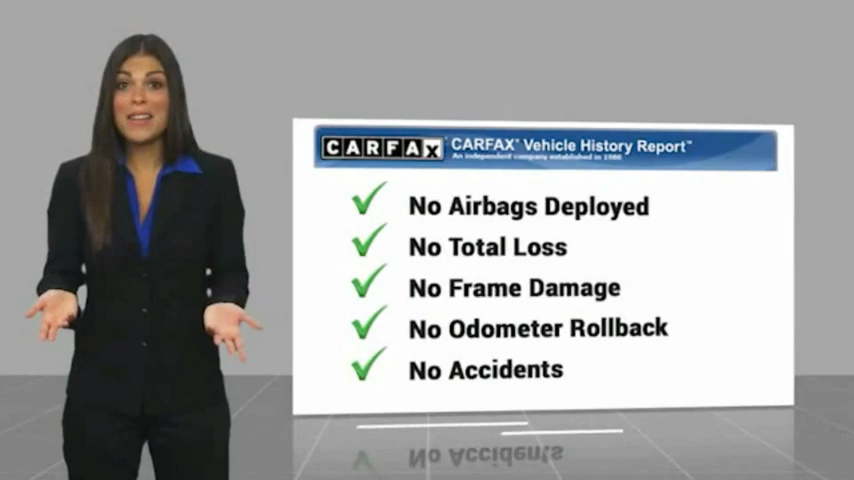 CARFAX CARFAX™ Vehicle History Report™
An independent company established in 1986
No Airbags Deployed
No Total Loss
No Frame Damage
No Odometer Rollback
No Accidents
No Accidents